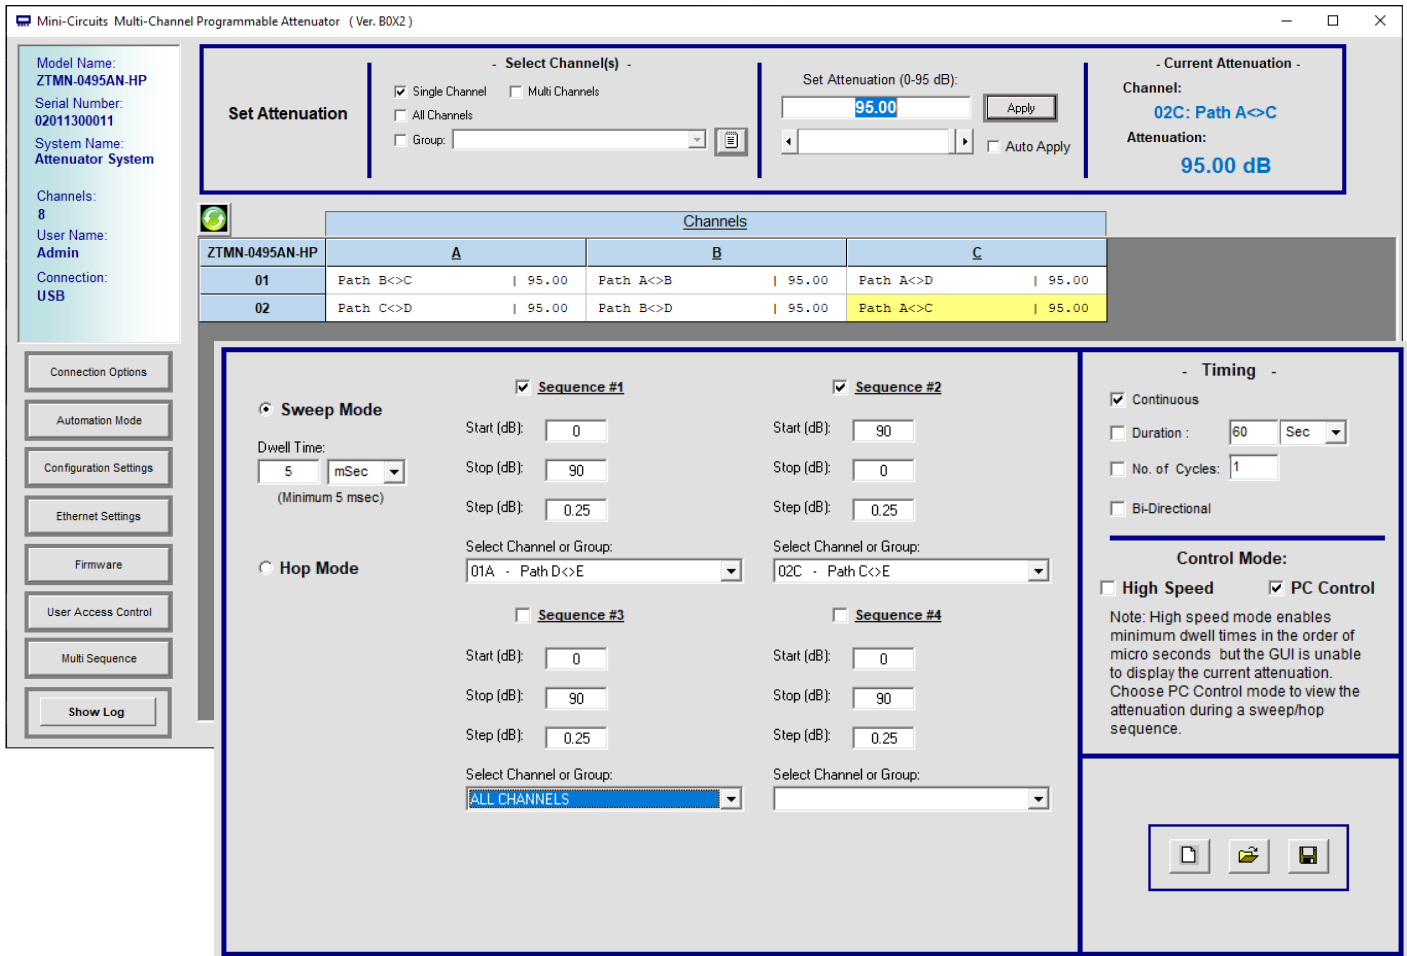 Mini-Circuits Multi-Channel Programmable Attenuator ( Ver. B0X2 )
Model Name:
ZTMN-0495AN-HP
Serial Number:
02011300011
System Name:
Attenuator System
Channels:
8
User Name:
Admin
Connection:
USB
Set Attenuation
- Select Channel(s) -
Single Channel
Multi Channels
All Channels
Group:
Set Attenuation (0-95 dB):
95.00
Apply
Auto Apply
- Current Attenuation -
Channel:
02C: Path A<>C
Attenuation:
95.00 dB
Channels
ZTMN-0495AN-HP A B C
01 Path B<>C | 95.00 Path A<>B | 95.00 Path A<>D | 95.00
02 Path C<>D | 95.00 Path B<>D | 95.00 Path A<>C | 95.00
Connection Options
Automation Mode
Configuration Settings
Ethernet Settings
Firmware
User Access Control
Multi Sequence
Show Log
Sweep Mode
Dwell Time:
5 mSec
(Minimum 5 msec)
Hop Mode
Sequence #1
Start (dB): 0
Stop (dB): 90
Step (dB): 0.25
Select Channel or Group:
01A - Path D<>E
Sequence #2
Start (dB): 90
Stop (dB): 0
Step (dB): 0.25
Select Channel or Group:
02C - Path C<>E
Sequence #3
Start (dB): 0
Stop (dB): 90
Step (dB): 0.25
Select Channel or Group:
ALL CHANNELS
Sequence #4
Start (dB): 0
Stop (dB): 90
Step (dB): 0.25
Select Channel or Group:
- Timing -
Continuous
Duration : 60 Sec
No. of Cycles: 1
Bi-Directional
Control Mode:
High Speed
PC Control
Note: High speed mode enables
minimum dwell times in the order of
micro seconds but the GUI is unable
to display the current attenuation.
Choose PC Control mode to view the
attenuation during a sweep/hop
sequence.